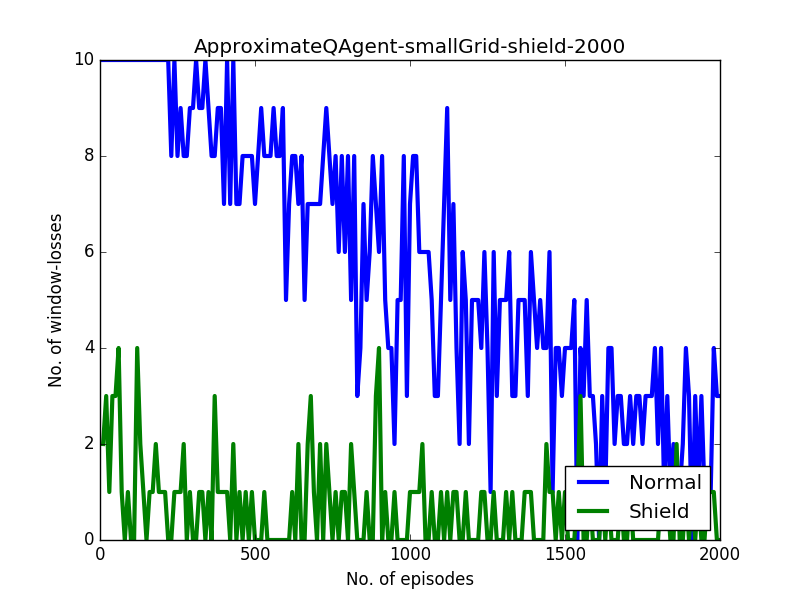 ApproximateQAgent-smallGrid-shield-2000
10
8
6
4
2
0
No. of window-losses
Normal
Shield
0 500 1000 1500 2000
No. of episodes